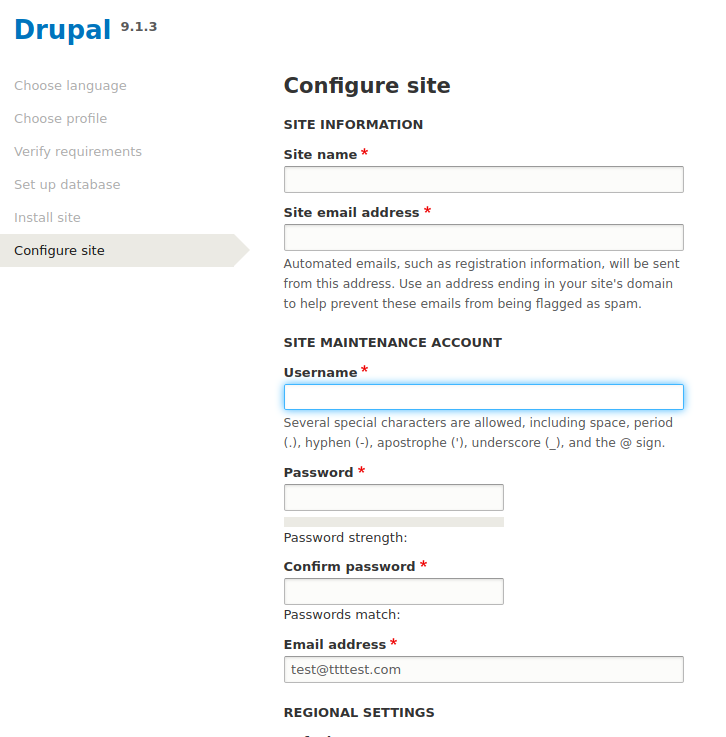 Drupal 9.1.3
Choose language
Choose profile
Verify requirements
Set up database
Install site
Configure site
Configure site
SITE INFORMATION
Site name *
Site email address *
Automated emails, such as registration information, will be sent
from this address. Use an address ending in your site's domain
to help prevent these emails from being flagged as spam.
SITE MAINTENANCE ACCOUNT
Username *
Several special characters are allowed, including space, period
(.), hyphen (-), apostrophe ('), underscore (_), and the @ sign.
Password *
Password strength:
Confirm password *
Passwords match:
Email address *
test@ttttest.com
REGIONAL SETTINGS